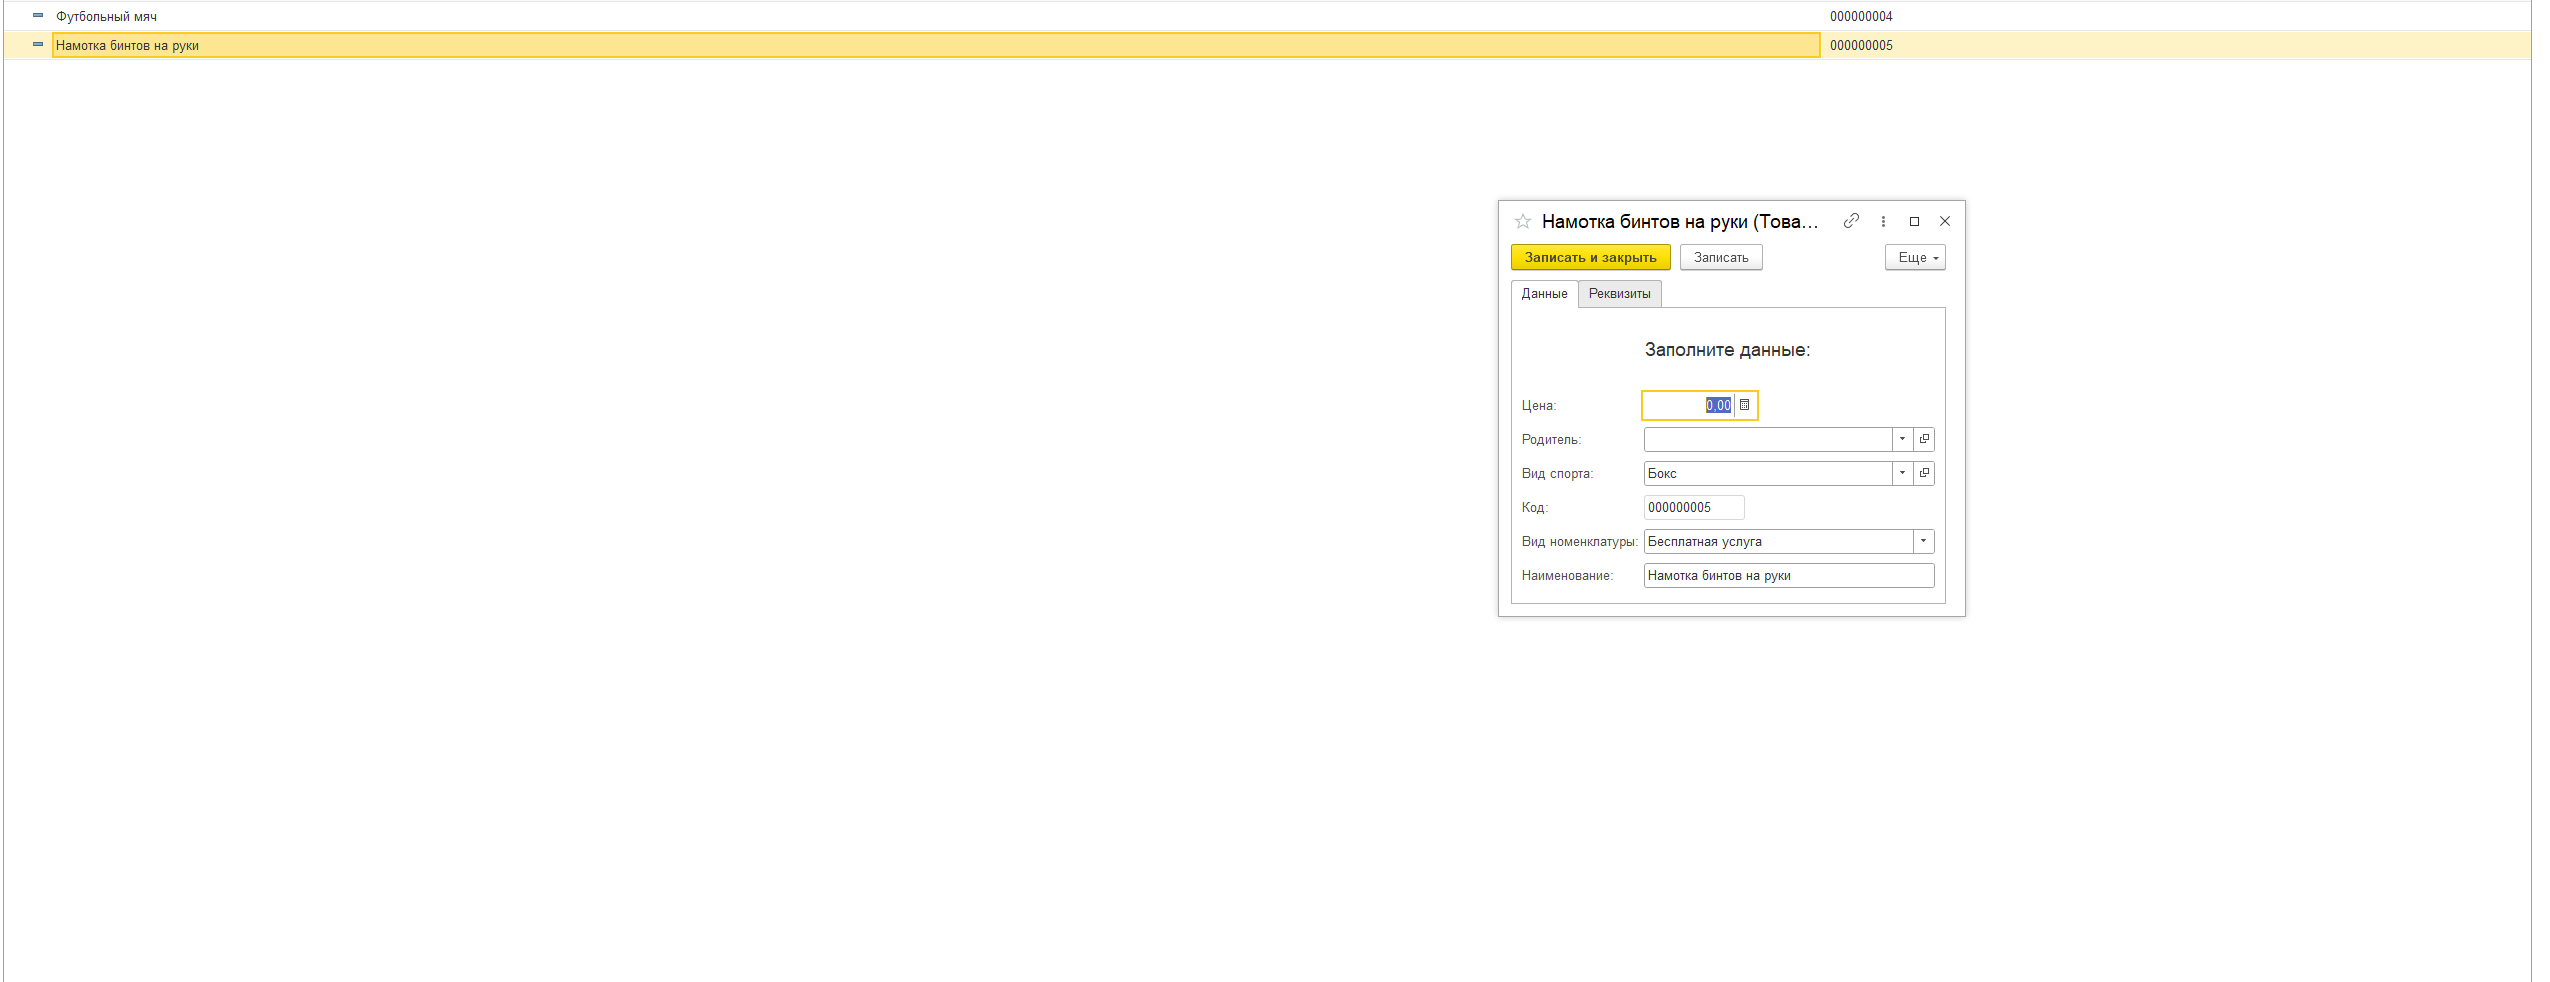 Футбольный мяч 000000004
Намотка бинтов на руки 000000005
Намотка бинтов на руки (Това...
Записать и закрыть Записать Еще
Данные Реквизиты
Заполните данные:
Цена: 0,00
Родитель:
Вид спорта: Бокс
Код: 000000005
Вид номенклатуры: Бесплатная услуга
Наименование: Намотка бинтов на руки